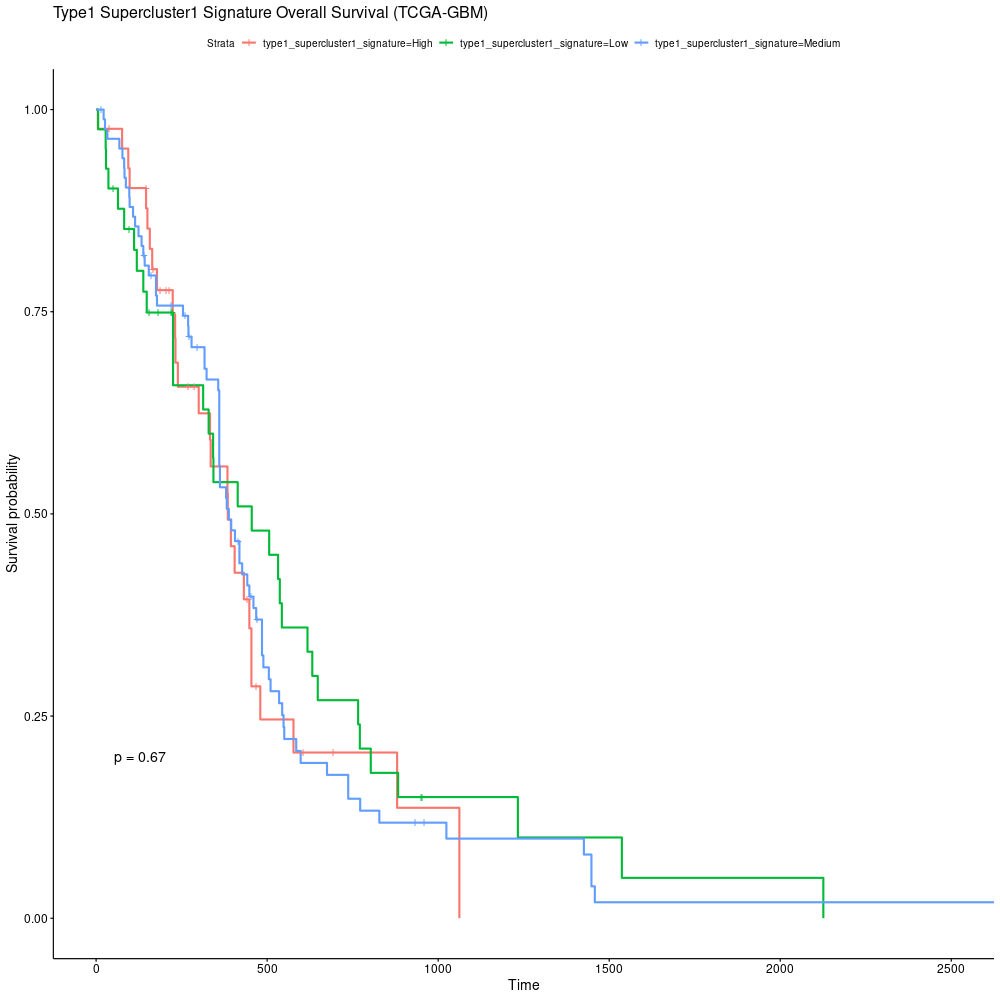 Type1 Supercluster1 Signature Overall Survival (TCGA-GBM)
Strata type1_supercluster1_signature=High type1_supercluster1_signature=Low type1_supercluster1_signature=Medium
1.00
0.75
0.50
0.25
0.00
Survival probability
p = 0.67
0 500 1000 1500 2000 2500
Time